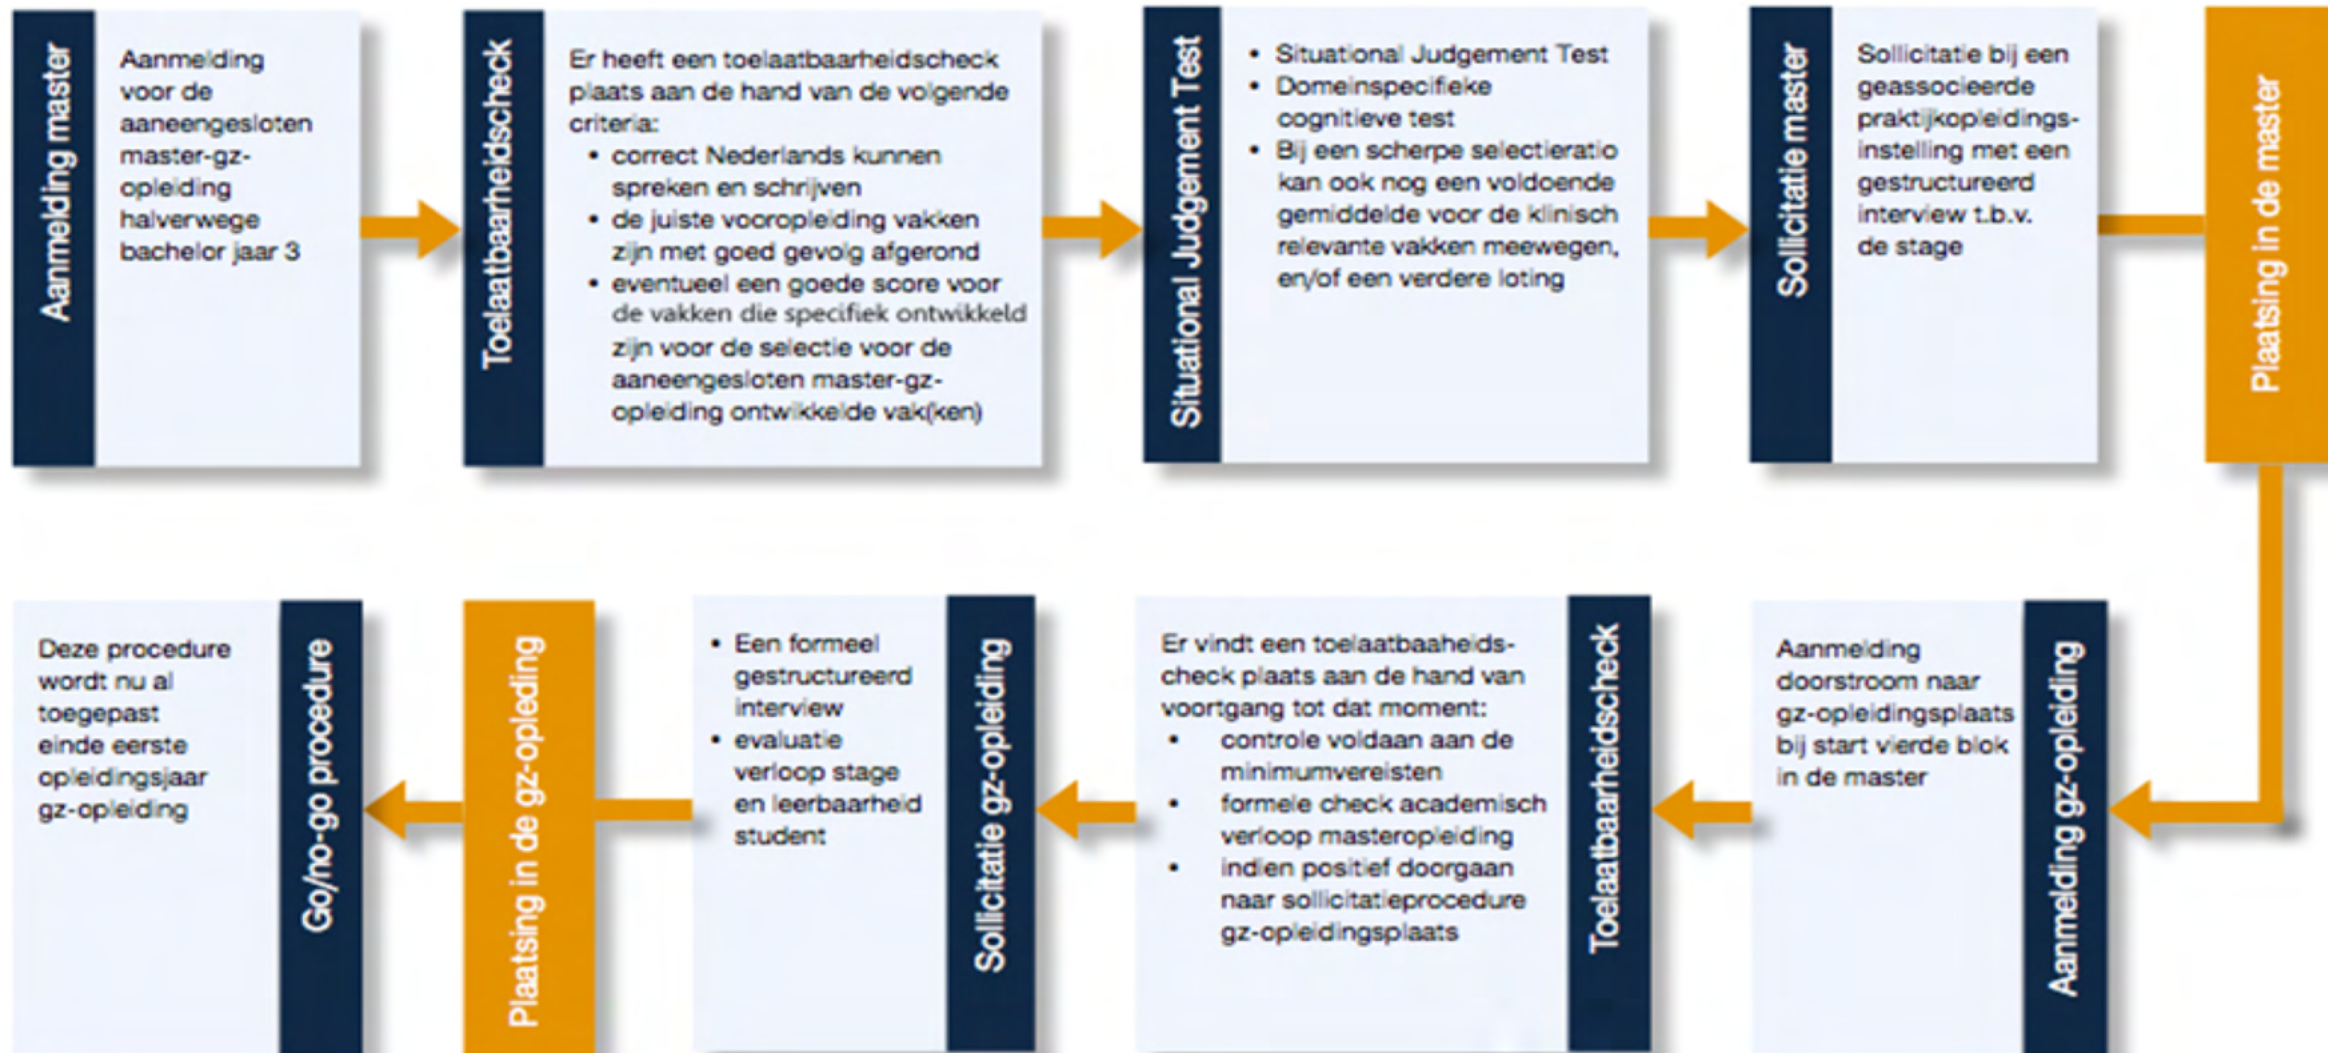 Aanmelding master
Aanmelding
voor de
aaneengesloten
master-gz-
opleiding
halverwege
bachelor jaar 3
Toelaatbaarheidscheck
Er heeft een toelaatbaarheidscheck
plaats aan de hand van de volgende
criteria:
• correct Nederlands kunnen
spreken en schrijven
• de juiste vooropleiding vakken
zijn met goed gevolg afgerond
• eventueel een goede score voor
de vakken die specifiek ontwikkeld
zijn voor de selectie voor de
aaneengesloten master-gz-
opleiding ontwikkelde vak(ken)
Situational Judgement Test
• Situational Judgement Test
• Domeinspecifieke
cognitieve test
• Bij een scherpe selectieratio
kan ook nog een voldoende
gemiddelde voor de klinisch
relevante vakken meewegen,
en/of een verdere loting
Sollicitatie master
Sollicitatie bij een
geassocieerde
praktijkopleidings-
instelling met een
gestructureerd
interview t.b.v.
de stage
Plaatsing in de master
Aanmelding gz-opleiding
Aanmelding
doorstroom naar
gz-opleidingsplaats
bij start vierde blok
in de master
Toelaatbaarheidscheck
Er vindt een toelaatbaaheids-
check plaats aan de hand van
voortgang tot dat moment:
• controle voldaan aan de
minimumvereisten
• formele check academisch
verloop masteropleiding
• indien positief doorgaan
naar sollicitatieprocedure
gz-opleidingsplaats
Sollicitatie gz-opleiding
• Een formeel
gestructureerd
interview
• evaluatie
verloop stage
en leerbaarheid
student
Plaatsing in de gz-opleding
Go/no-go procedure
Deze procedure
wordt nu al
toegepast
einde eerste
opleidingsjaar
gz-opleiding